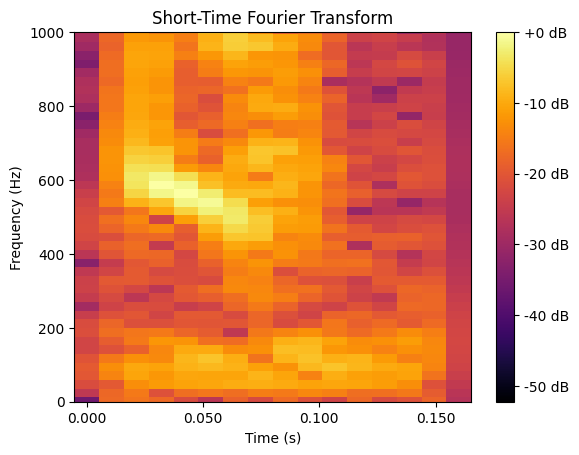 Short-Time Fourier Transform
1000
800
600
400
200
0
Frequency (Hz)
0.000
0.050
0.100
0.150
Time (s)
+0 dB
-10 dB
-20 dB
-30 dB
-40 dB
-50 dB